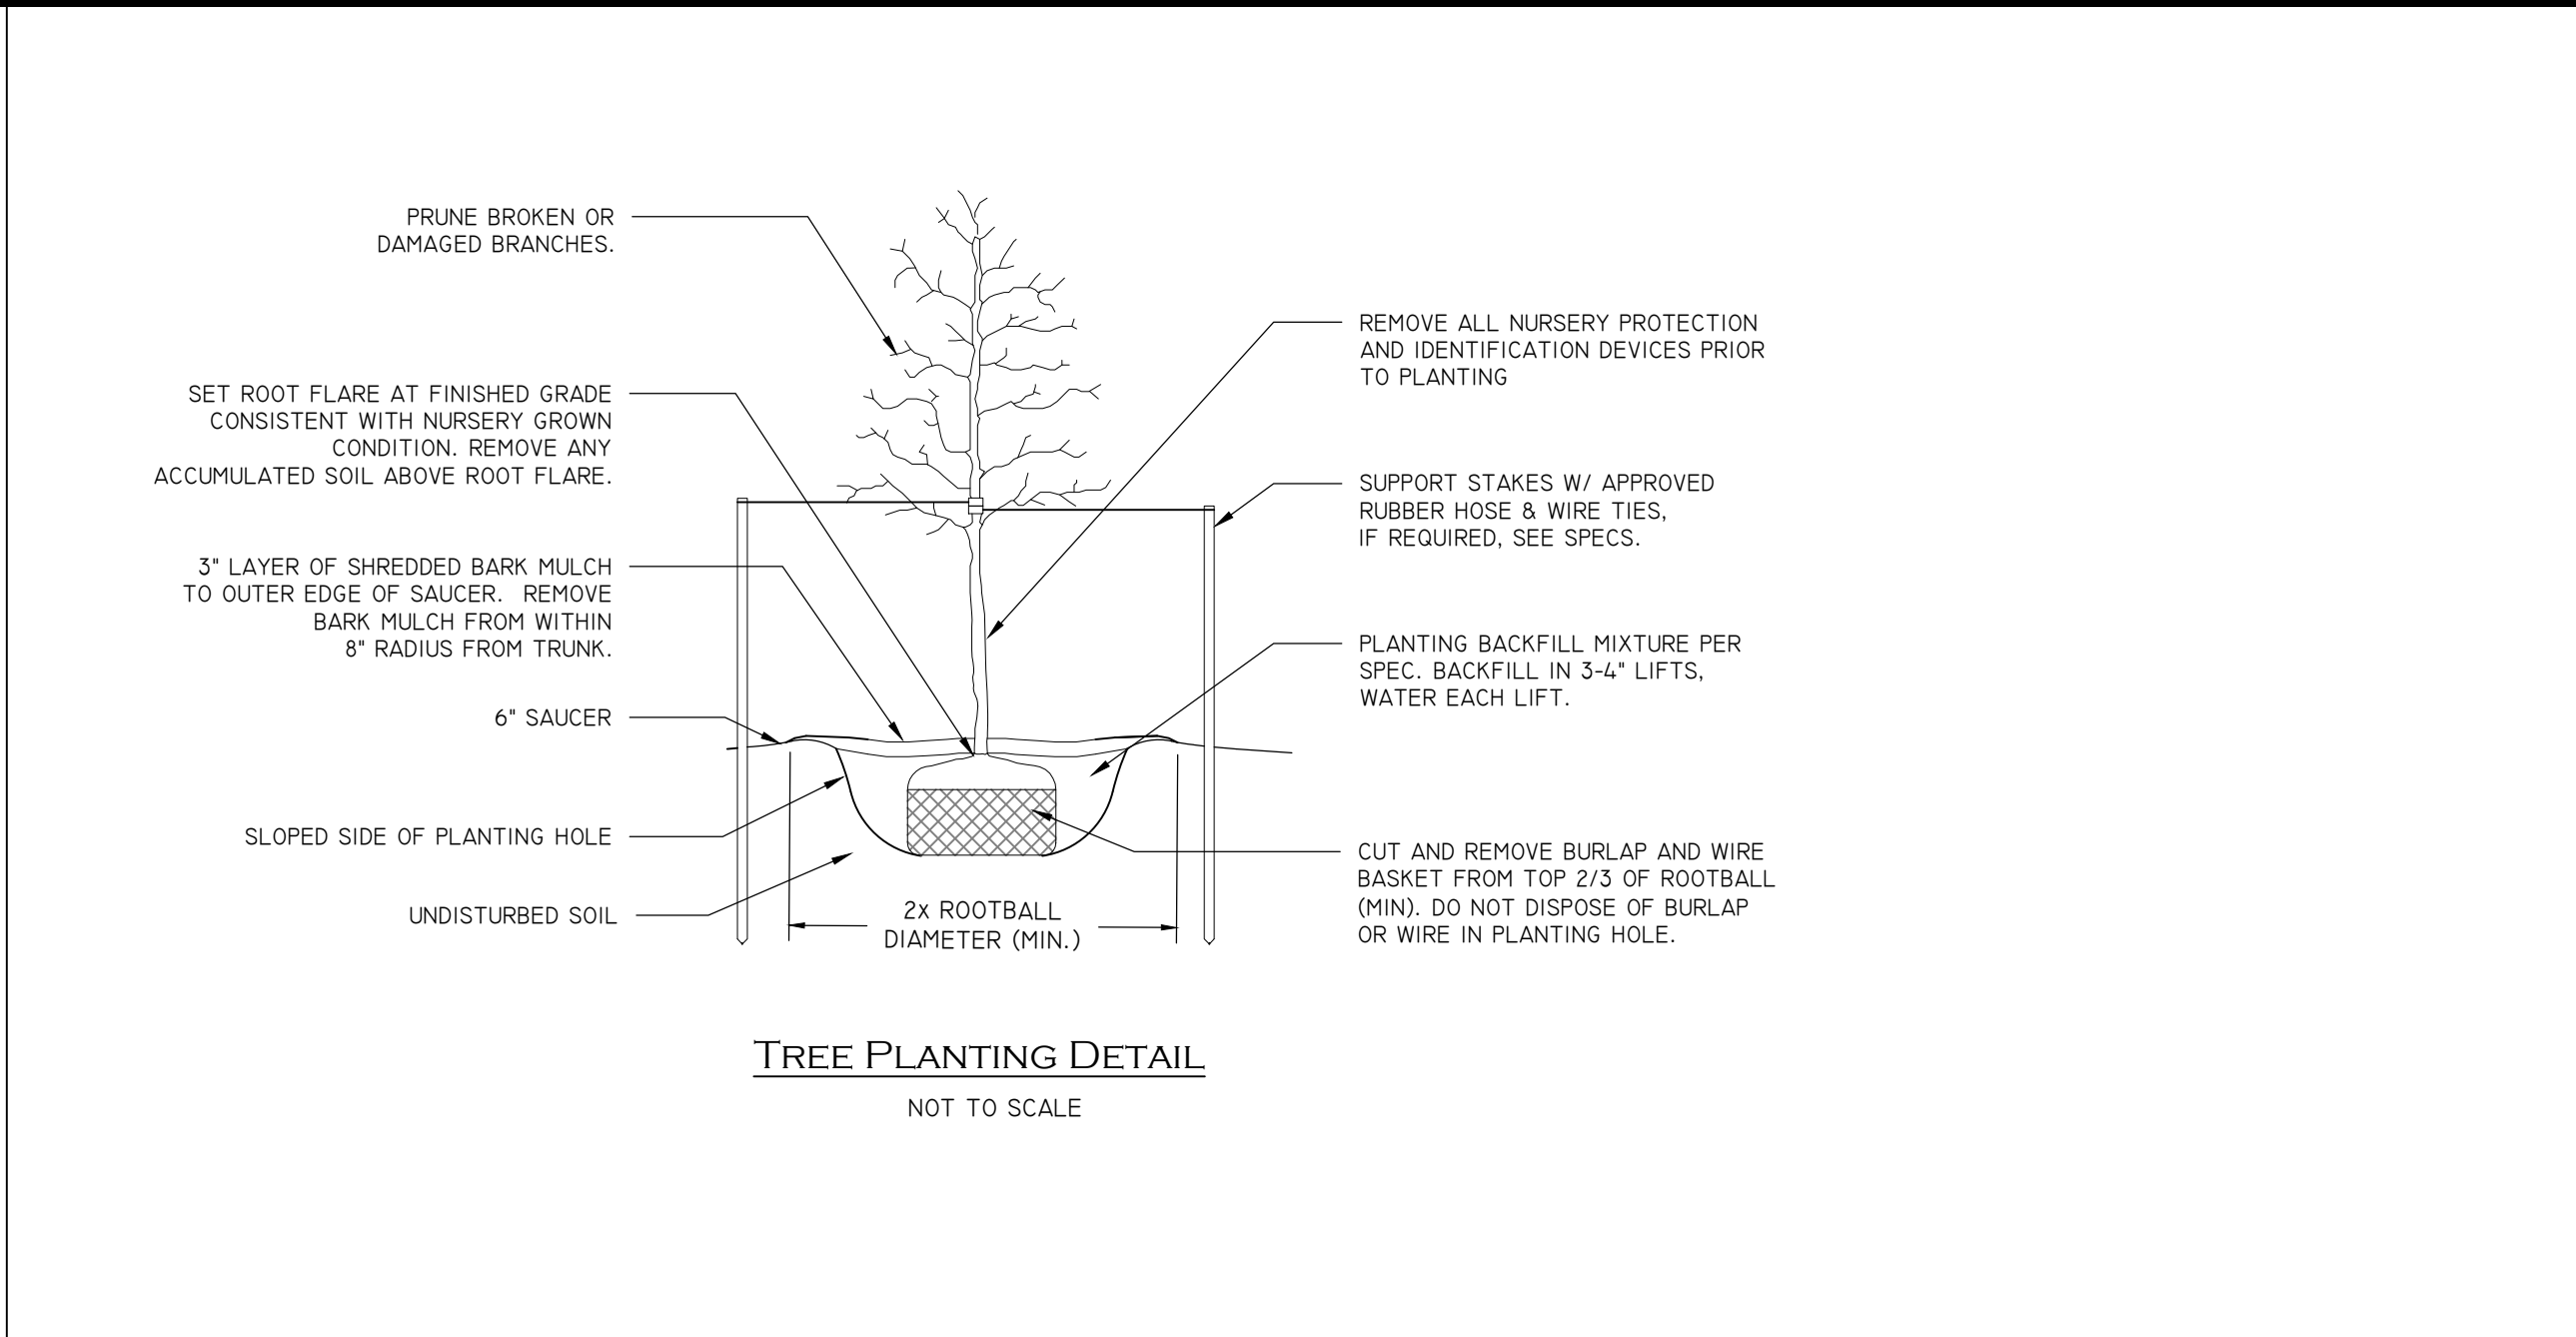 PRUNE BROKEN OR
DAMAGED BRANCHES.
SET ROOT FLARE AT FINISHED GRADE
CONSISTENT WITH NURSERY GROWN
CONDITION. REMOVE ANY
ACCUMULATED SOIL ABOVE ROOT FLARE.
3" LAYER OF SHREDDED BARK MULCH
TO OUTER EDGE OF SAUCER. REMOVE
BARK MULCH FROM WITHIN
8" RADIUS FROM TRUNK.
6" SAUCER
SLOPED SIDE OF PLANTING HOLE
UNDISTURBED SOIL
REMOVE ALL NURSERY PROTECTION
AND IDENTIFICATION DEVICES PRIOR
TO PLANTING
SUPPORT STAKES W/ APPROVED
RUBBER HOSE & WIRE TIES,
IF REQUIRED, SEE SPECS.
PLANTING BACKFILL MIXTURE PER
SPEC. BACKFILL IN 3-4" LIFTS,
WATER EACH LIFT.
CUT AND REMOVE BURLAP AND WIRE
BASKET FROM TOP 2/3 OF ROOTBALL
(MIN). DO NOT DISPOSE OF BURLAP
OR WIRE IN PLANTING HOLE.
2x ROOTBALL
DIAMETER (MIN.)
TREE PLANTING DETAIL
NOT TO SCALE